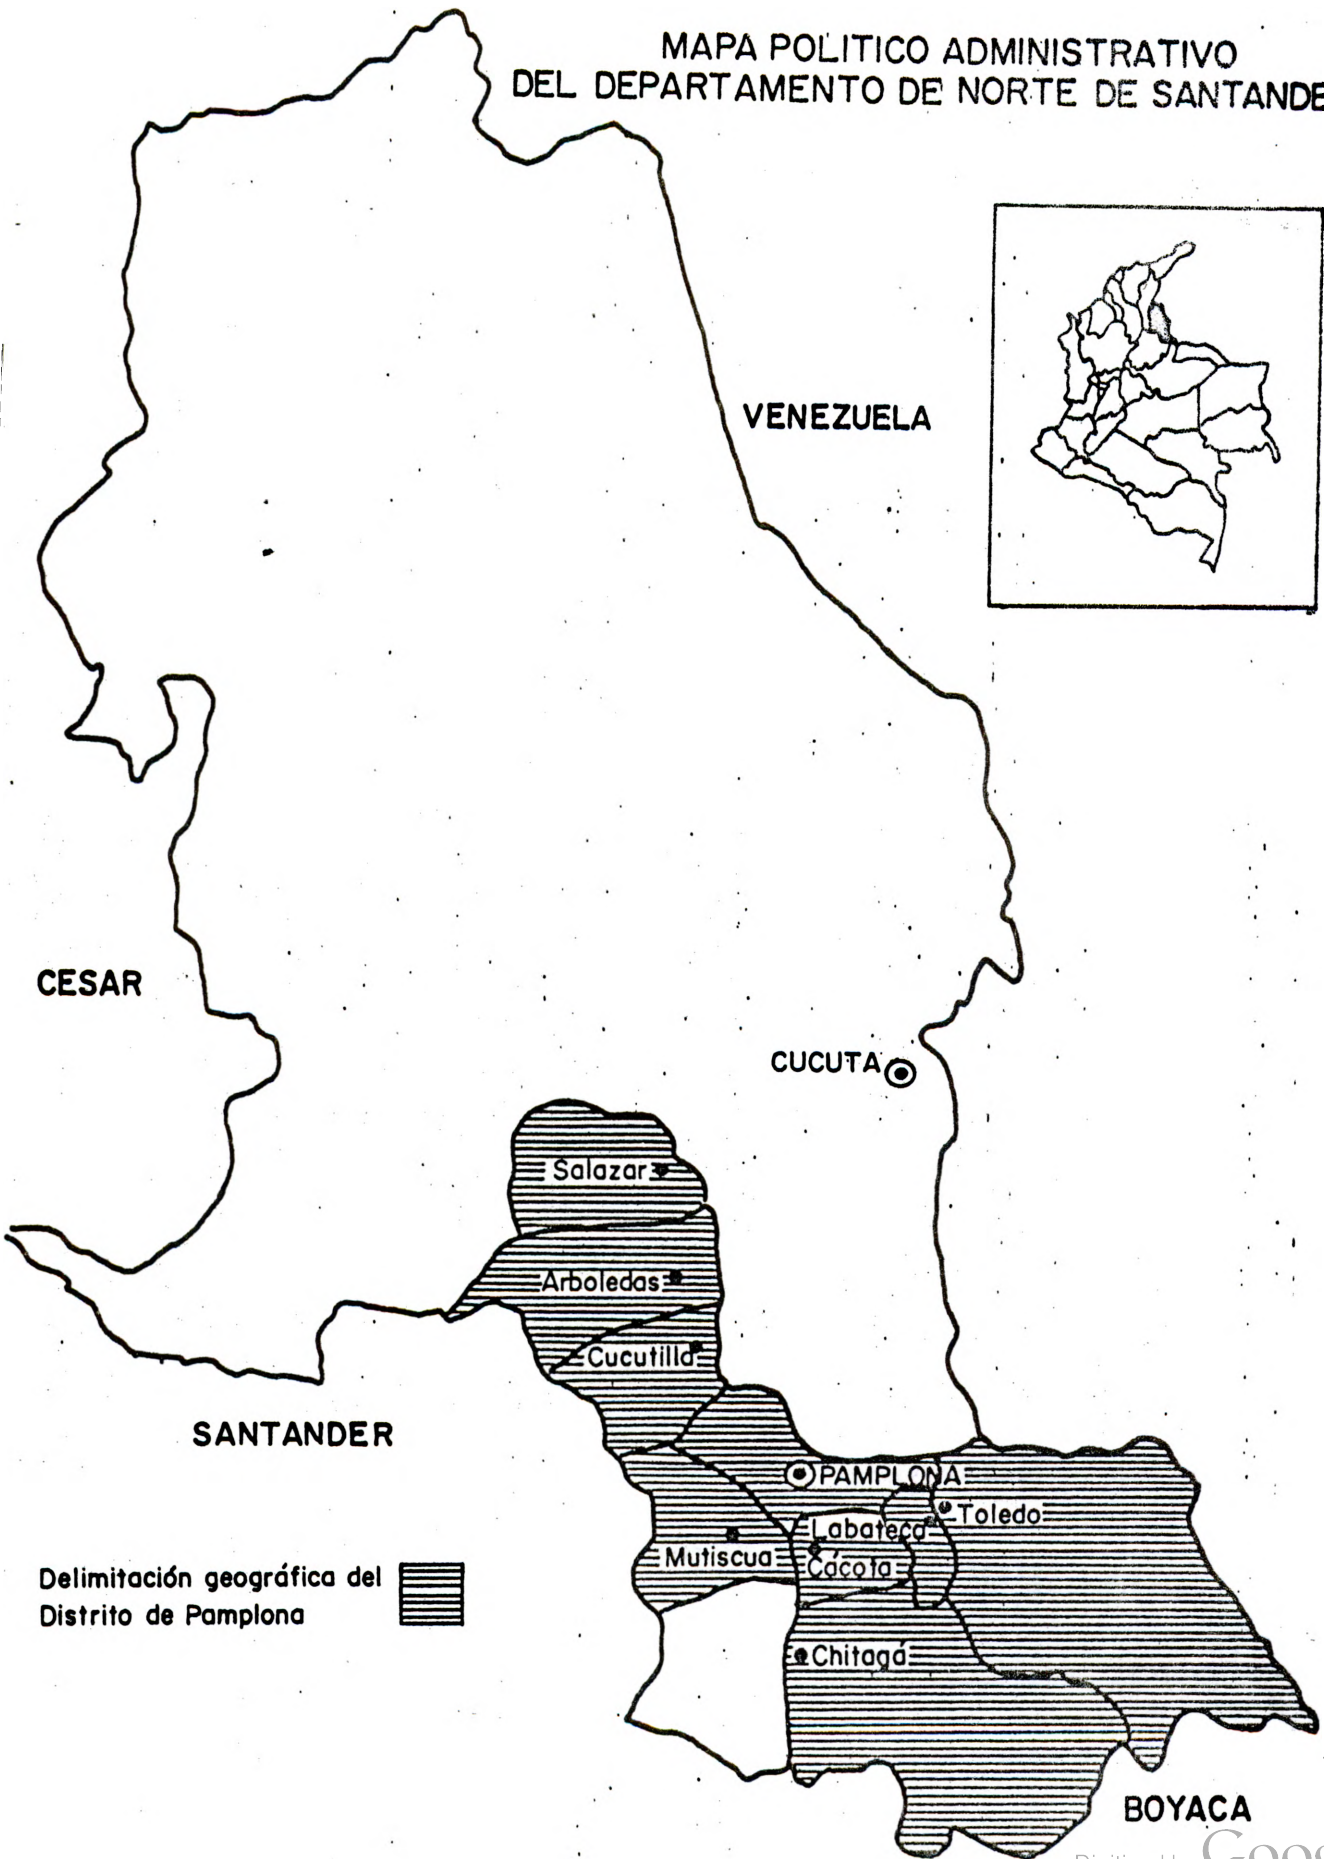 MAPA POLITICO ADMINISTRATIVO
DEL DEPARTAMENTO DE NORTE DE SANTANDE
VENEZUELA
CESAR
CUCUTA
Salazar
Arboledas
Cucutilla
SANTANDER
PAMPLONA
Toledo
Labateca
Mutiscua
Cácota
Delimitación geográfica del
Distrito de Pamplona
Chitagá
BOYACA